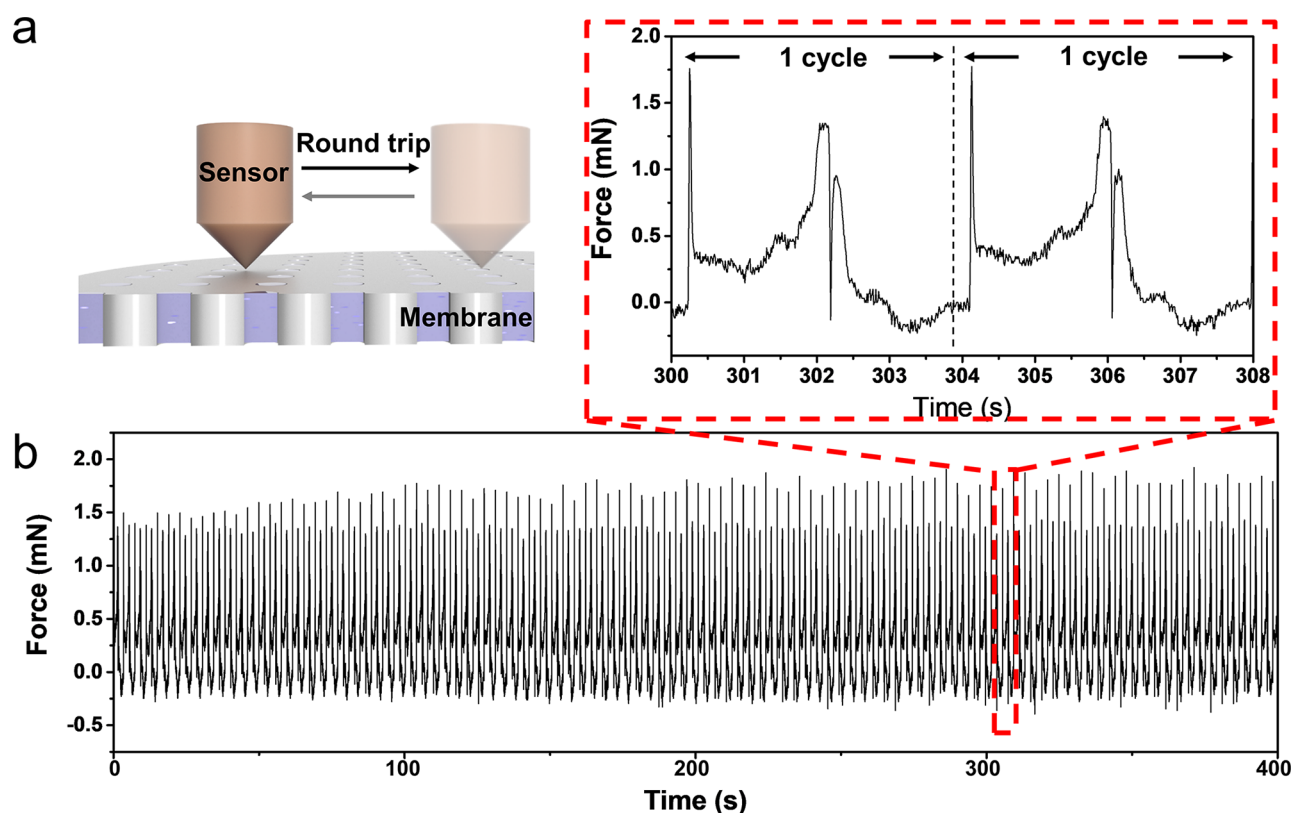 a
Round trip
Sensor
Membrane
2.0
1.5
1.0
0.5
0.0
Force (mN)
1 cycle
1 cycle
300 301 302 303 304 305 306 307 308
Time (s)
b
2.0
1.5
1.0
0.5
0.0
-0.5
Force (mN)
0 100 200 300 400
Time (s)